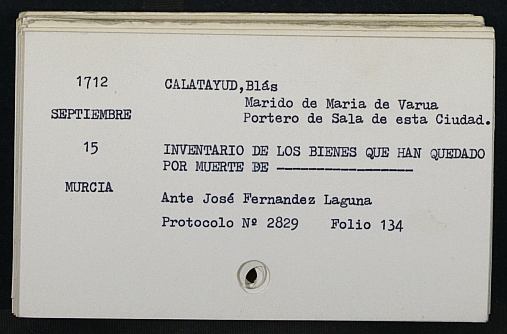 1712 CALATAYUD,Blás
Marido de Maria de Varua
SEPTIEMBRE Portero de Sala de esta Ciudad.
15 INVENTARIO DE LOS BIENES QUE HAN QUEDADO
POR MUERTE DE -----------------
MURCIA
Ante José Fernandez Laguna
Protocolo Nº 2829 Folio 134